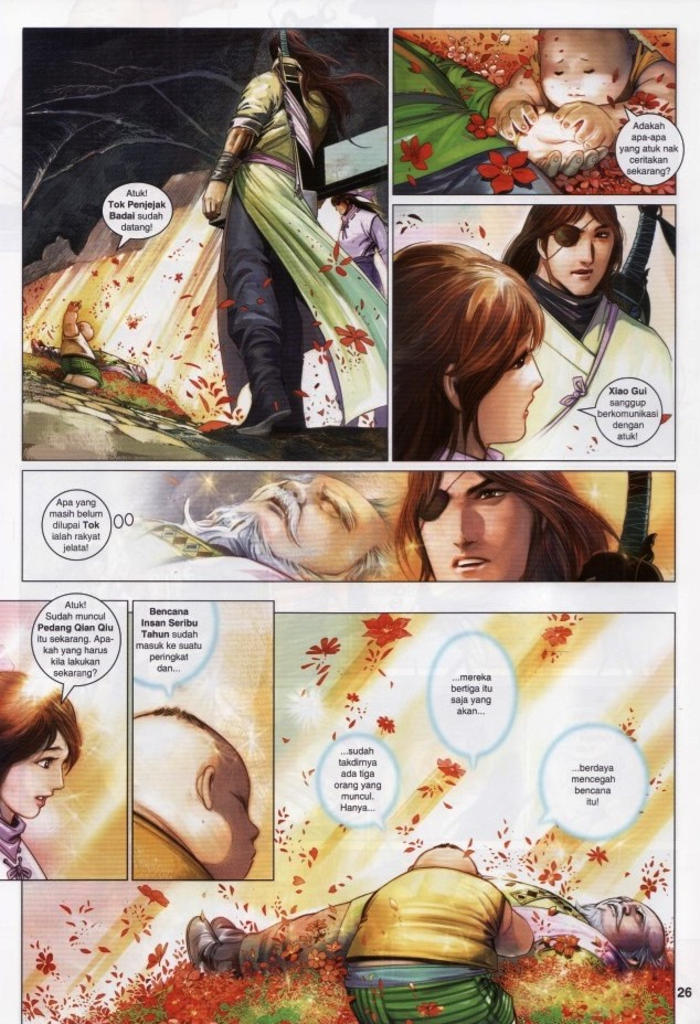 Atuk!
Tok Penjejak
Badai sudah
datang!
Adakah
apa-apa
yang atuk nak
ceritakan
sekarang?
Xiao Gui
sanggup
berkomunikasi
dengan
atuk!
Apa yang
masih belum
dilupai Tok
ialah rakyat
jelata!
Atuk!
Sudah muncul
Pedang Qian Qiu
itu sekarang. Apa-
kah yang harus
kila lakukan
sekarang?
Bencana
Insan Seribu
Tahun sudah
masuk ke suatu
peringkat
dan...
...sudah
takdirnya
ada tiga
orang yang
muncul.
Hanya...
...mereka
bertiga itu
saja yang
akan...
...berdaya
mencegah
bencana
itu!
26